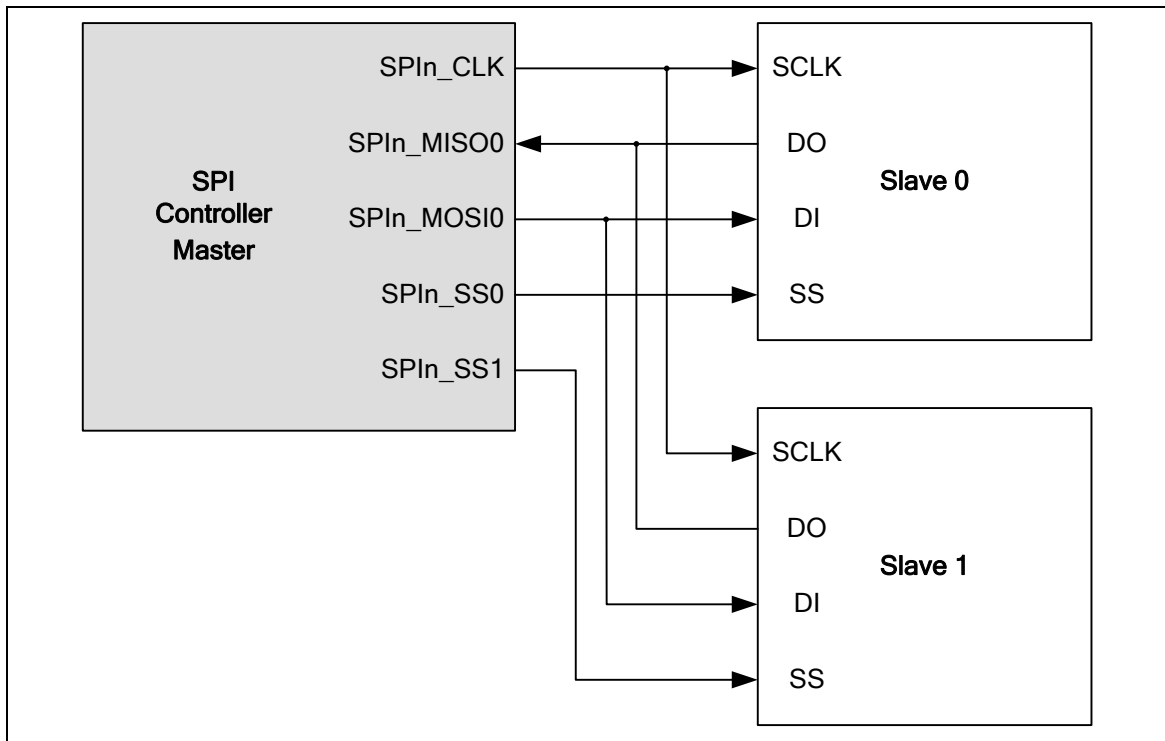 SPIn_CLK
SPIn_MISO0
SPIn_MOSI0
SPIn_SS0
SPIn_SS1
SPI
Controller
Master
SCLK
DO
DI
SS
Slave 0
SCLK
DO
DI
SS
Slave 1